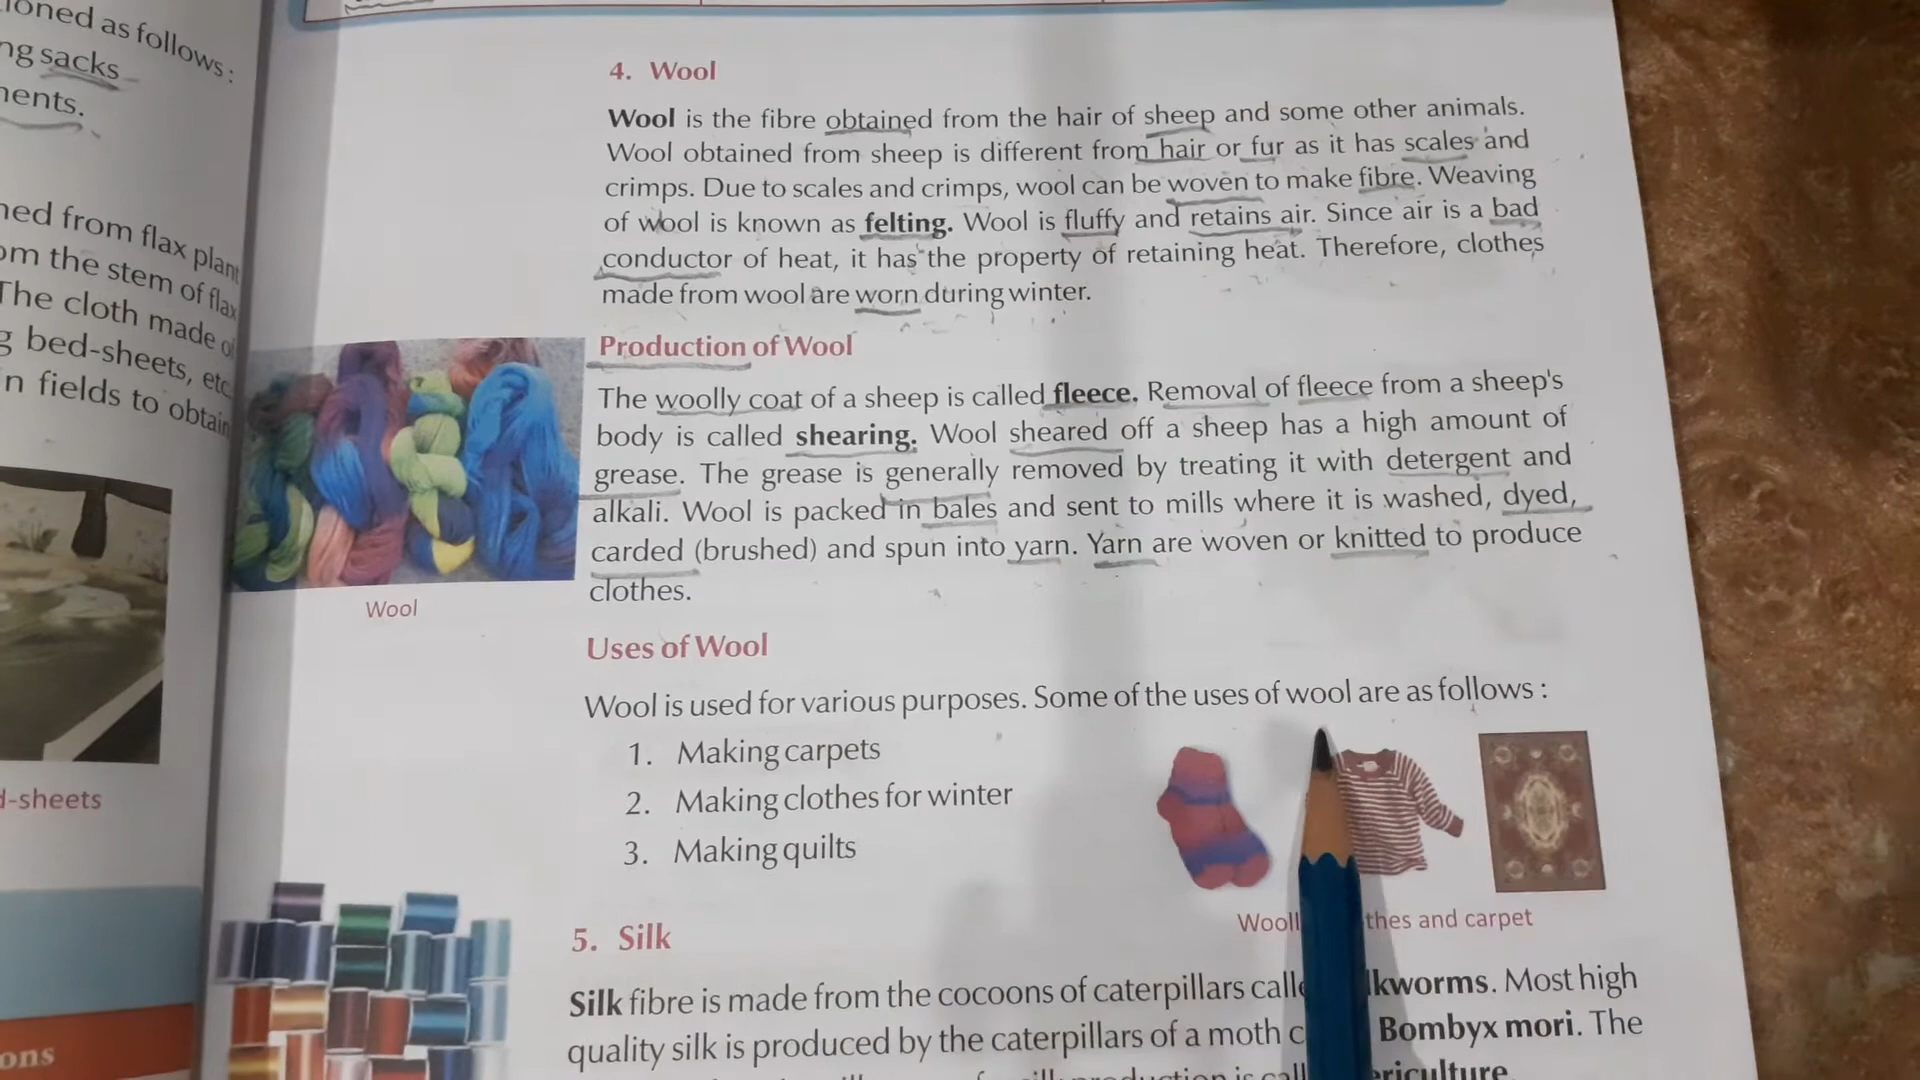 ioned as follows :
ng sacks
ments.
ned from flax plant
om the stem of flax
The cloth made of
g bed-sheets, etc.
in fields to obtain
d-sheets
ons
4. Wool
Wool is the fibre obtained from the hair of sheep and some other animals.
Wool obtained from sheep is different from hair or fur as it has scales and
crimps. Due to scales and crimps, wool can be woven to make fibre. Weaving
of wool is known as felting. Wool is fluffy and retains air. Since air is a bad
conductor of heat, it has the property of retaining heat. Therefore, clothes
made from wool are worn during winter.
Production of Wool
The woolly coat of a sheep is called fleece. Removal of fleece from a sheep's
body is called shearing. Wool sheared off a sheep has a high amount of
grease. The grease is generally removed by treating it with detergent and
alkali. Wool is packed in bales and sent to mills where it is washed, dyed,
carded (brushed) and spun into yarn. Yarn are woven or knitted to produce
clothes.
Wool
Uses of Wool
Wool is used for various purposes. Some of the uses of wool are as follows :
1. Making carpets
2. Making clothes for winter
3. Making quilts
Wooll thes and carpet
5. Silk
Silk fibre is made from the cocoons of caterpillars calle kworms. Most high
quality silk is produced by the caterpillars of a moth c Bombyx mori. The
silk production is call ericulture.